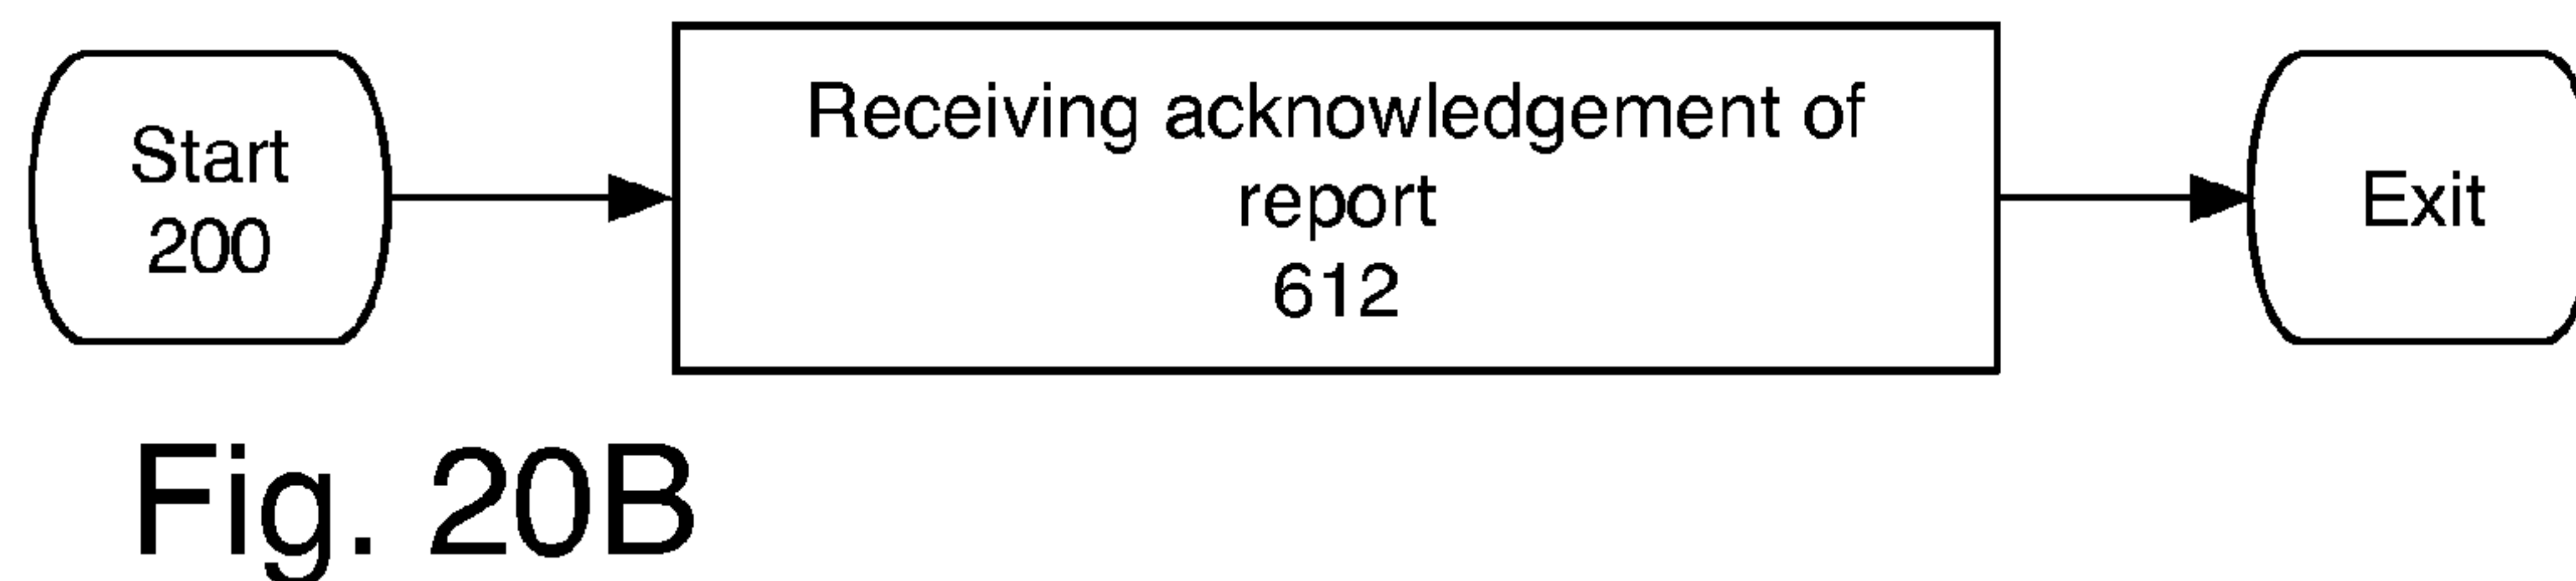 Start
200
Receiving acknowledgement of
report
612
Exit
Fig. 20B